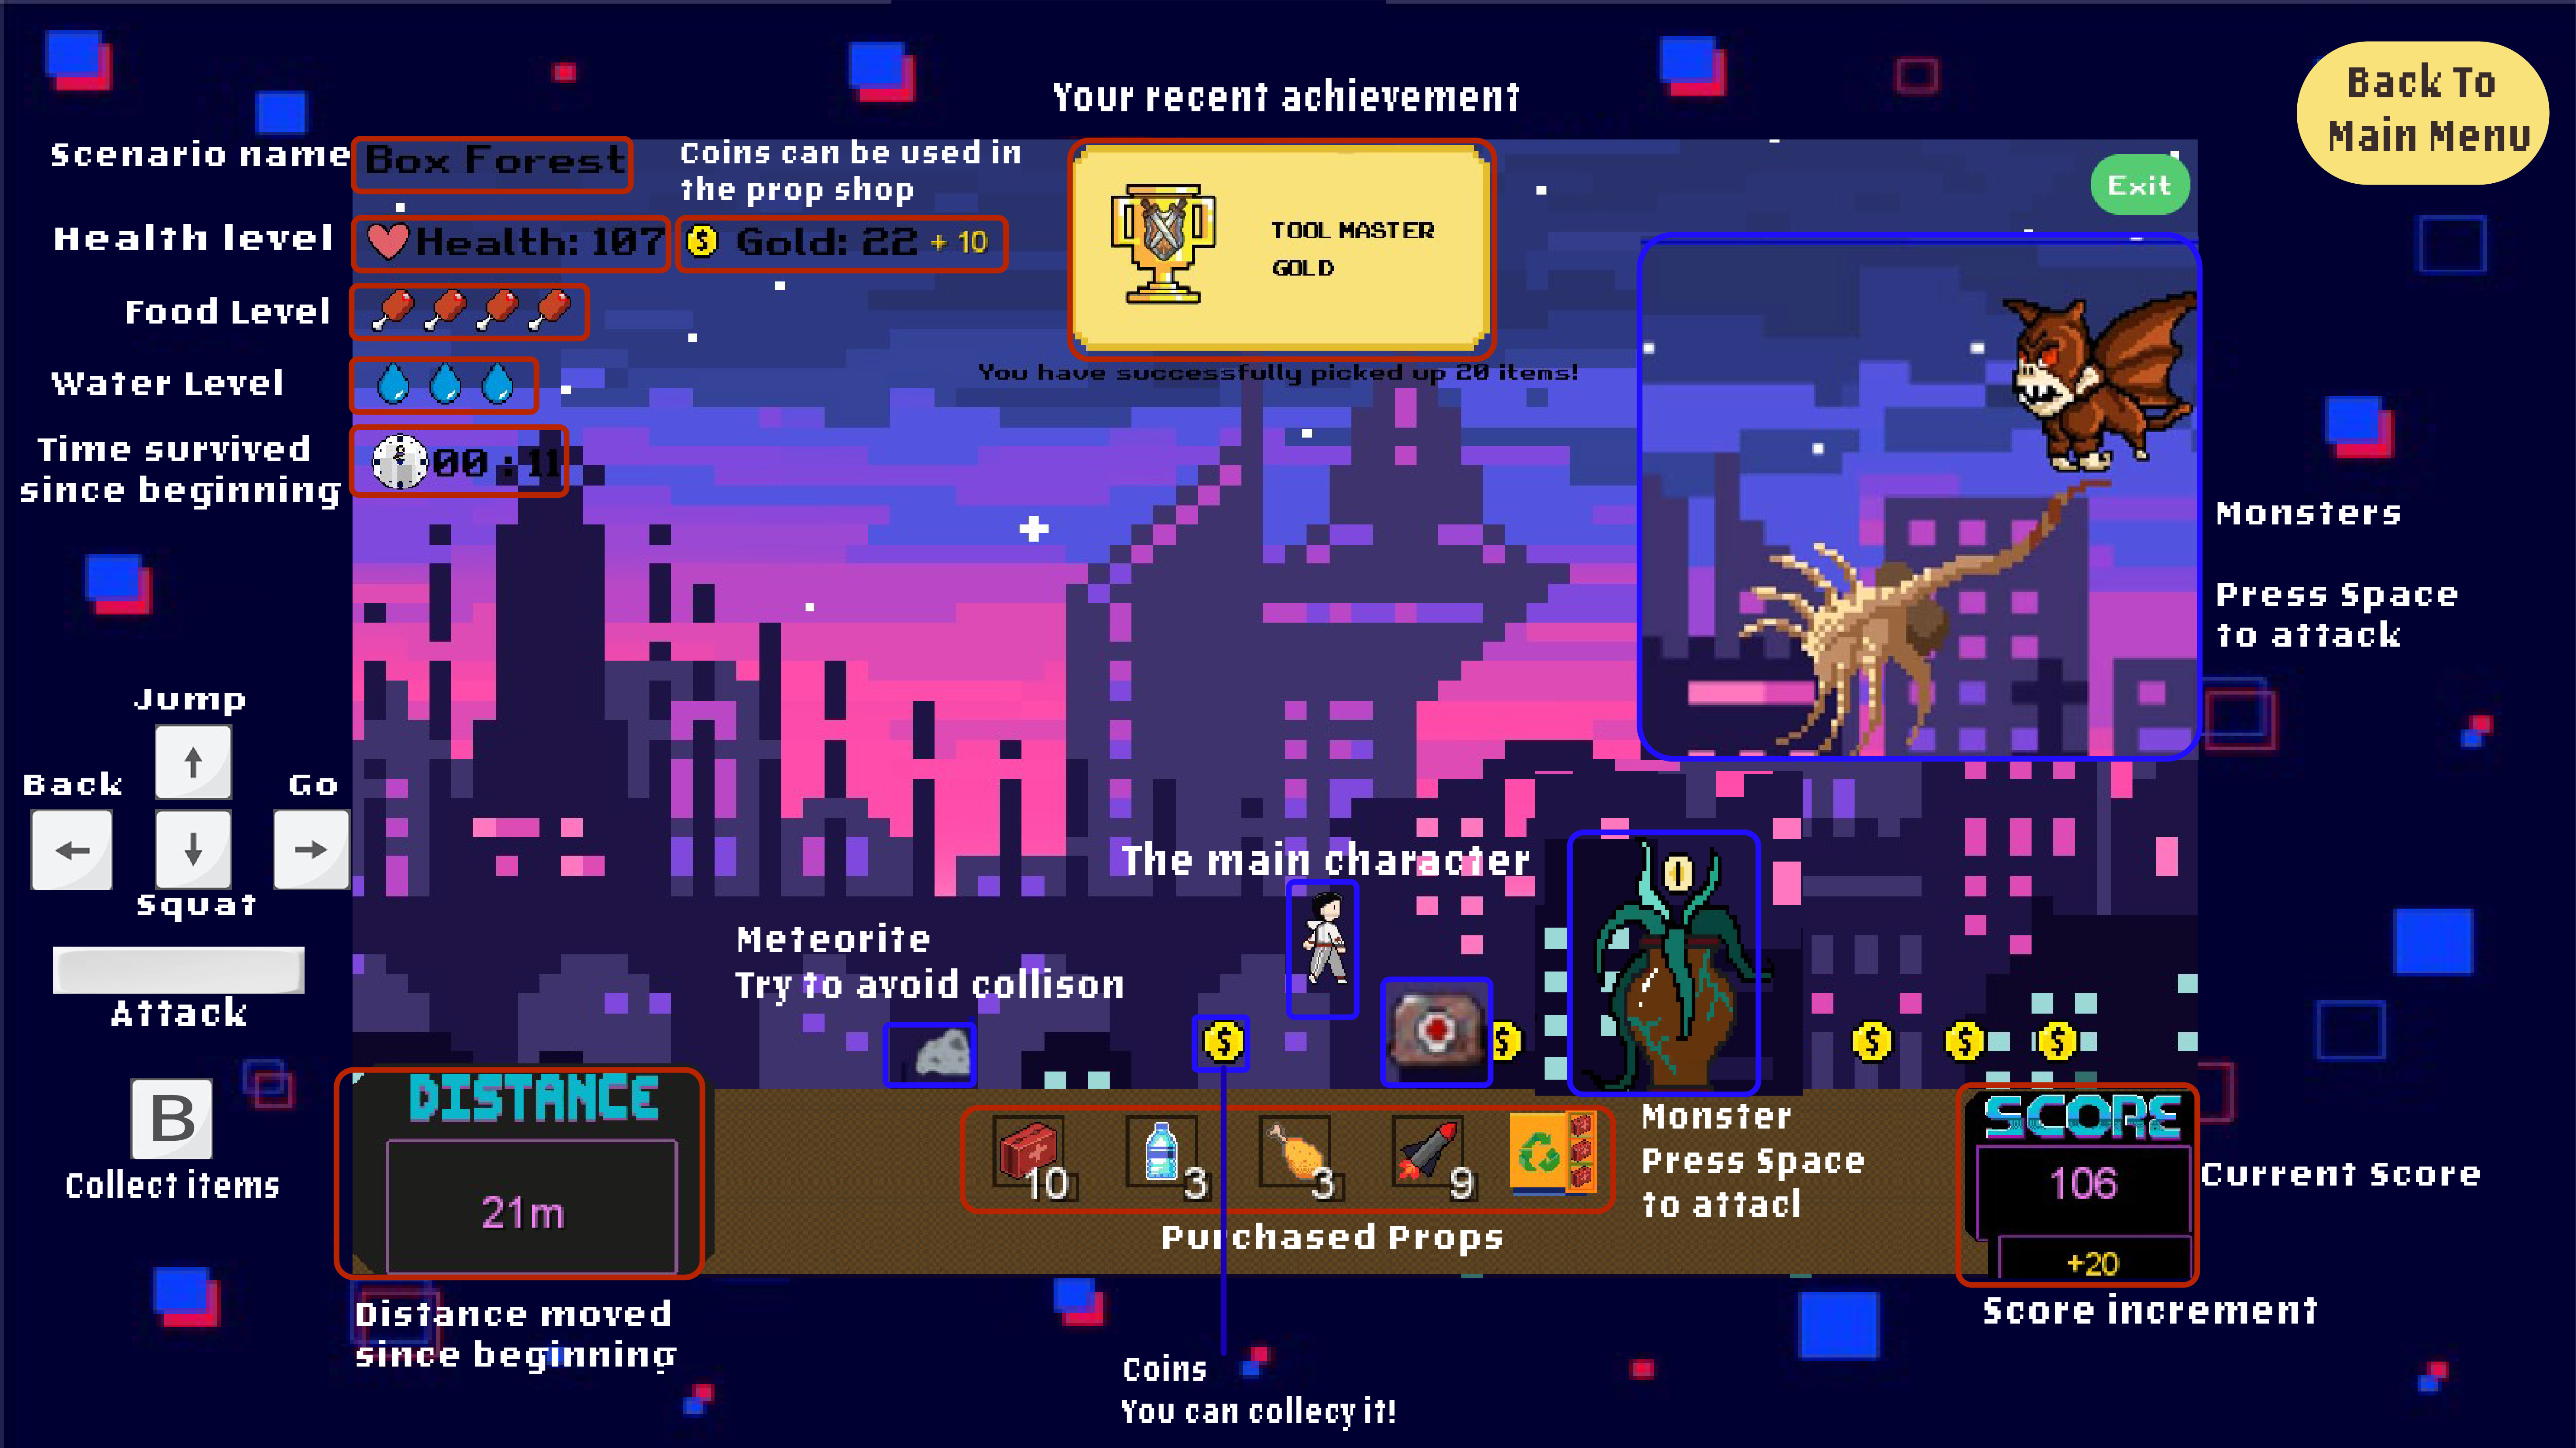 Your recent achievement
Back To
Main Menu
Scenario name
Box Forest
Coins can be used in
the prop shop
Exit
Health level
Health: 107
$ Gold: 22 + 10
TOOL MASTER
GOLD
Food Level
You have successfully picked up 20 items!
Water Level
Time survived
since beginning
00 : 11
Monsters
Press Space
to attack
Jump
↑
Back
Go
←
↓
→
Squat
The main character
Meteorite
Try to avoid collison
Attack
$
$
$
$
$
DISTANCE
21m
B
Collect items
10
3
3
9
Purchased Props
Monster
Press Space
to attacl
SCORE
106
+20
Current Score
Score increment
Distance moved
since beginning
Coins
You can collecy it!